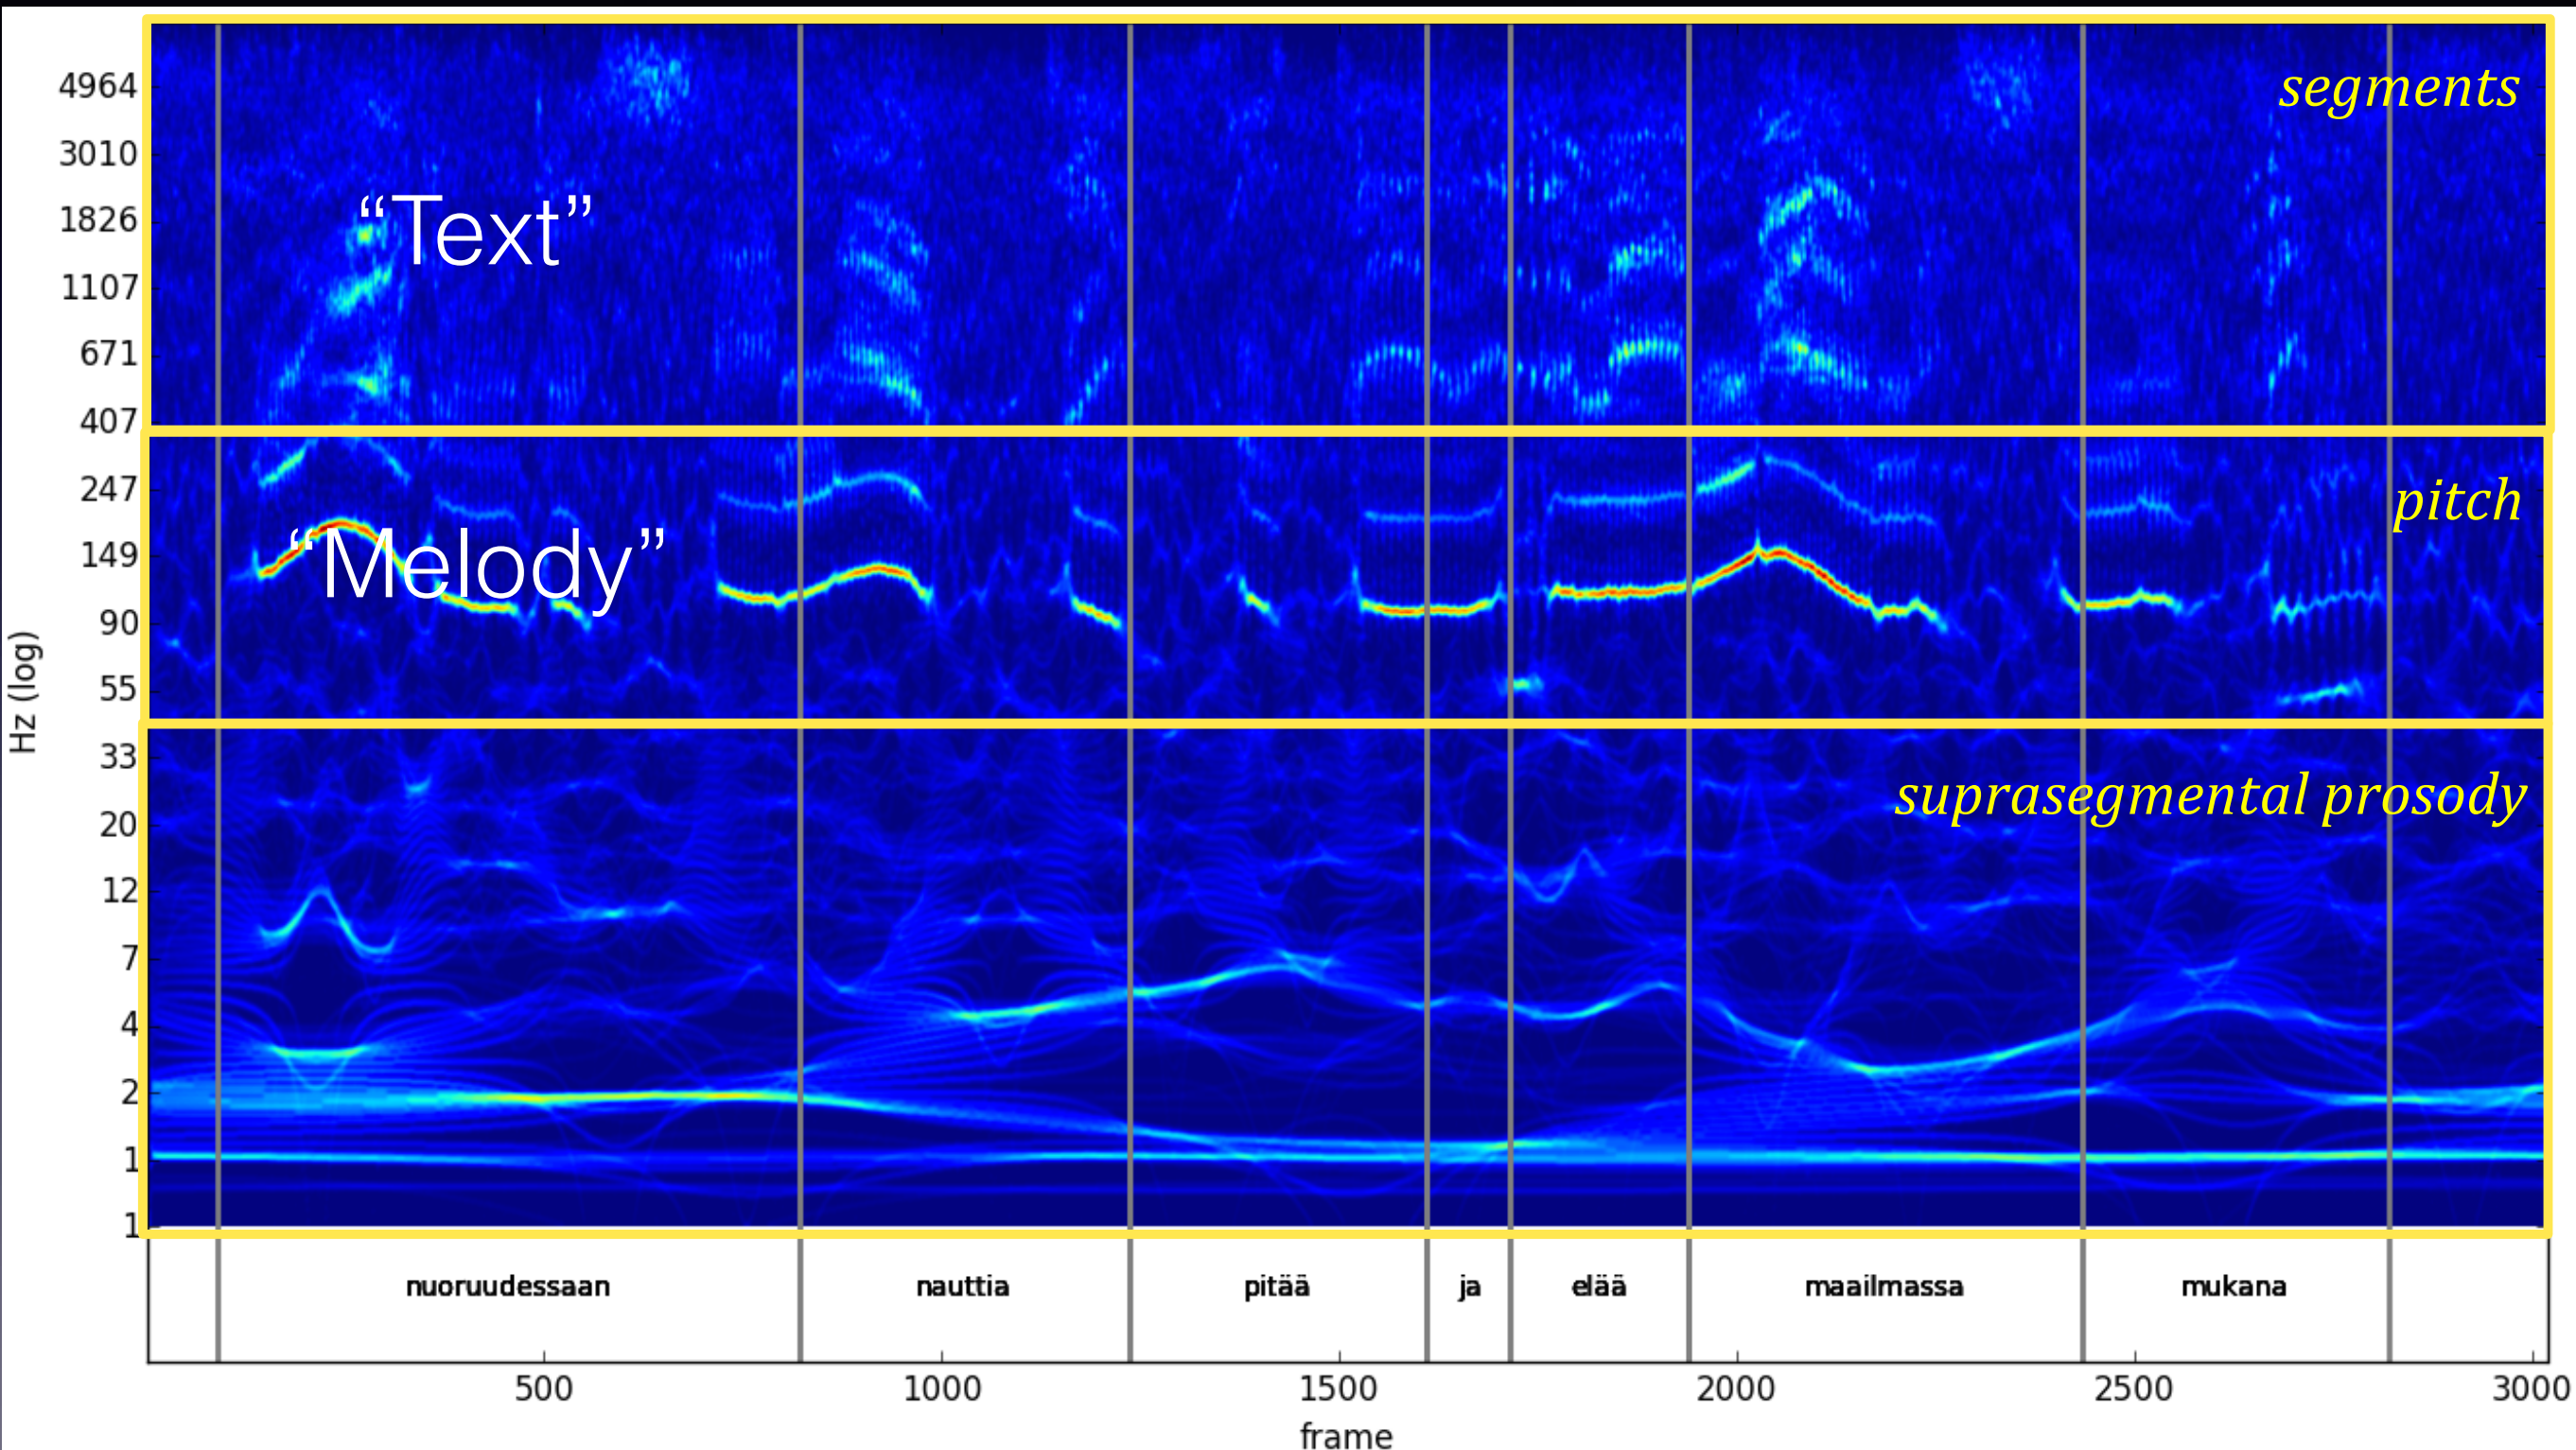 4964
segments
3010
“Text”
1826
1107
671
407
247
pitch
149
“Melody”
90
55
Hz (log)
33
suprasegmental prosody
20
12
7
4
2
1
1
nuoruudessaan nauttia pitää ja elää maailmassa mukana
500 1000 1500 2000 2500 3000
frame